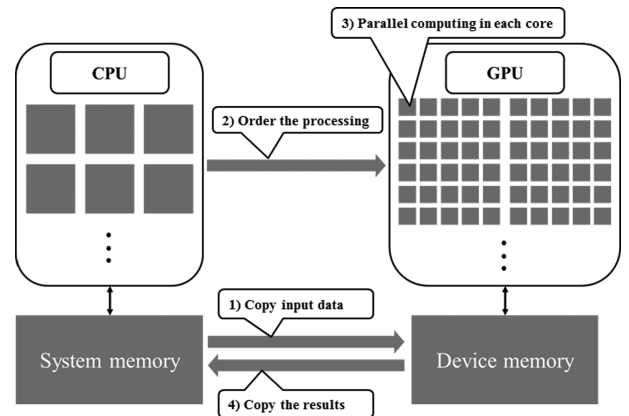 3) Parallel computing in each core
CPU
GPU
2) Order the processing
1) Copy input data
System memory
Device memory
4) Copy the results